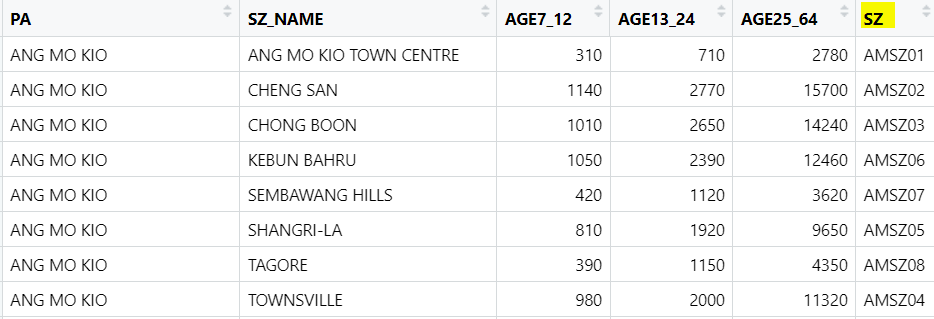 PA SZ_NAME AGE7_12 AGE13_24 AGE25_64 SZ
ANG MO KIO ANG MO KIO TOWN CENTRE 310 710 2780 AMSZ01
ANG MO KIO CHENG SAN 1140 2770 15700 AMSZ02
ANG MO KIO CHONG BOON 1010 2650 14240 AMSZ03
ANG MO KIO KEBUN BAHRU 1050 2390 12460 AMSZ06
ANG MO KIO SEMBAWANG HILLS 420 1120 3620 AMSZ07
ANG MO KIO SHANGRI-LA 810 1920 9650 AMSZ05
ANG MO KIO TAGORE 390 1150 4350 AMSZ08
ANG MO KIO TOWNSVILLE 980 2000 11320 AMSZ04